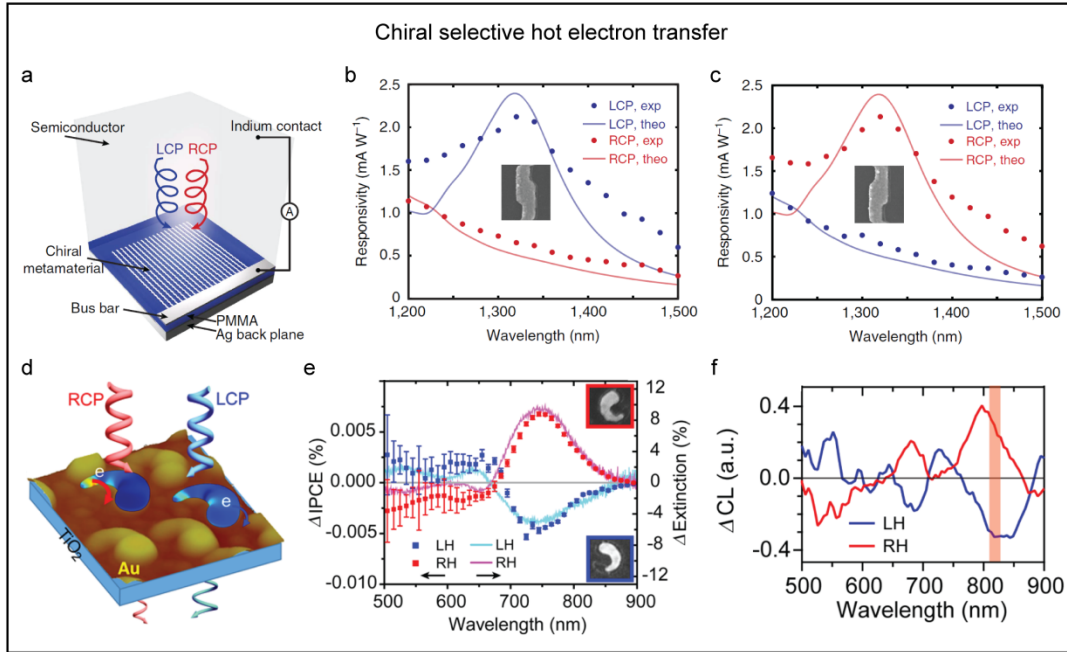 Chiral selective hot electron transfer
a
Semiconductor
Indium contact
LCP
RCP
A
Chiral
metamaterial
Bus bar
PMMA
Ag back plane
b
Responsivity (mA W⁻¹)
2.5
2.0
1.5
1.0
0.5
0
LCP, exp
LCP, theo
RCP, exp
RCP, theo
1,200
1,300
1,400
1,500
Wavelength (nm)
c
Responsivity (mA W⁻¹)
2.5
2.0
1.5
1.0
0.5
0
LCP, exp
LCP, theo
RCP, exp
RCP, theo
1,200
1,300
1,400
1,500
Wavelength (nm)
d
RCP
LCP
e
e
TiO2
Au
e
ΔIPCE (%)
0.005
0.000
-0.005
-0.010
12
8
4
0
-4
-8
-12
ΔExtinction (%)
LH
LH
RH
RH
500
600
700
800
900
Wavelength (nm)
f
ΔCL (a.u.)
0.4
0.0
-0.4
LH
RH
500
600
700
800
900
Wavelength (nm)